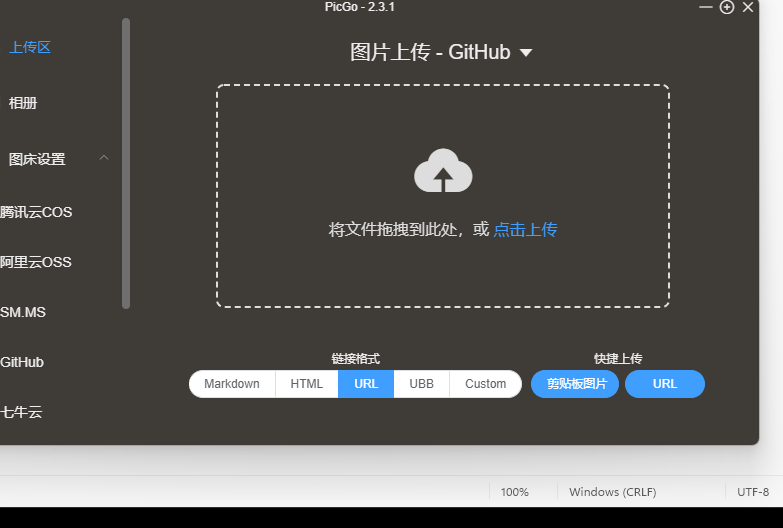 PicGo - 2.3.1
上传区
相册
图床设置
腾讯云COS
阿里云OSS
SM.MS
GitHub
七牛云
图片上传 - GitHub
将文件拖拽到此处，或 点击上传
链接格式
Markdown HTML URL UBB Custom
快捷上传
剪贴板图片 URL
100% Windows (CRLF) UTF-8